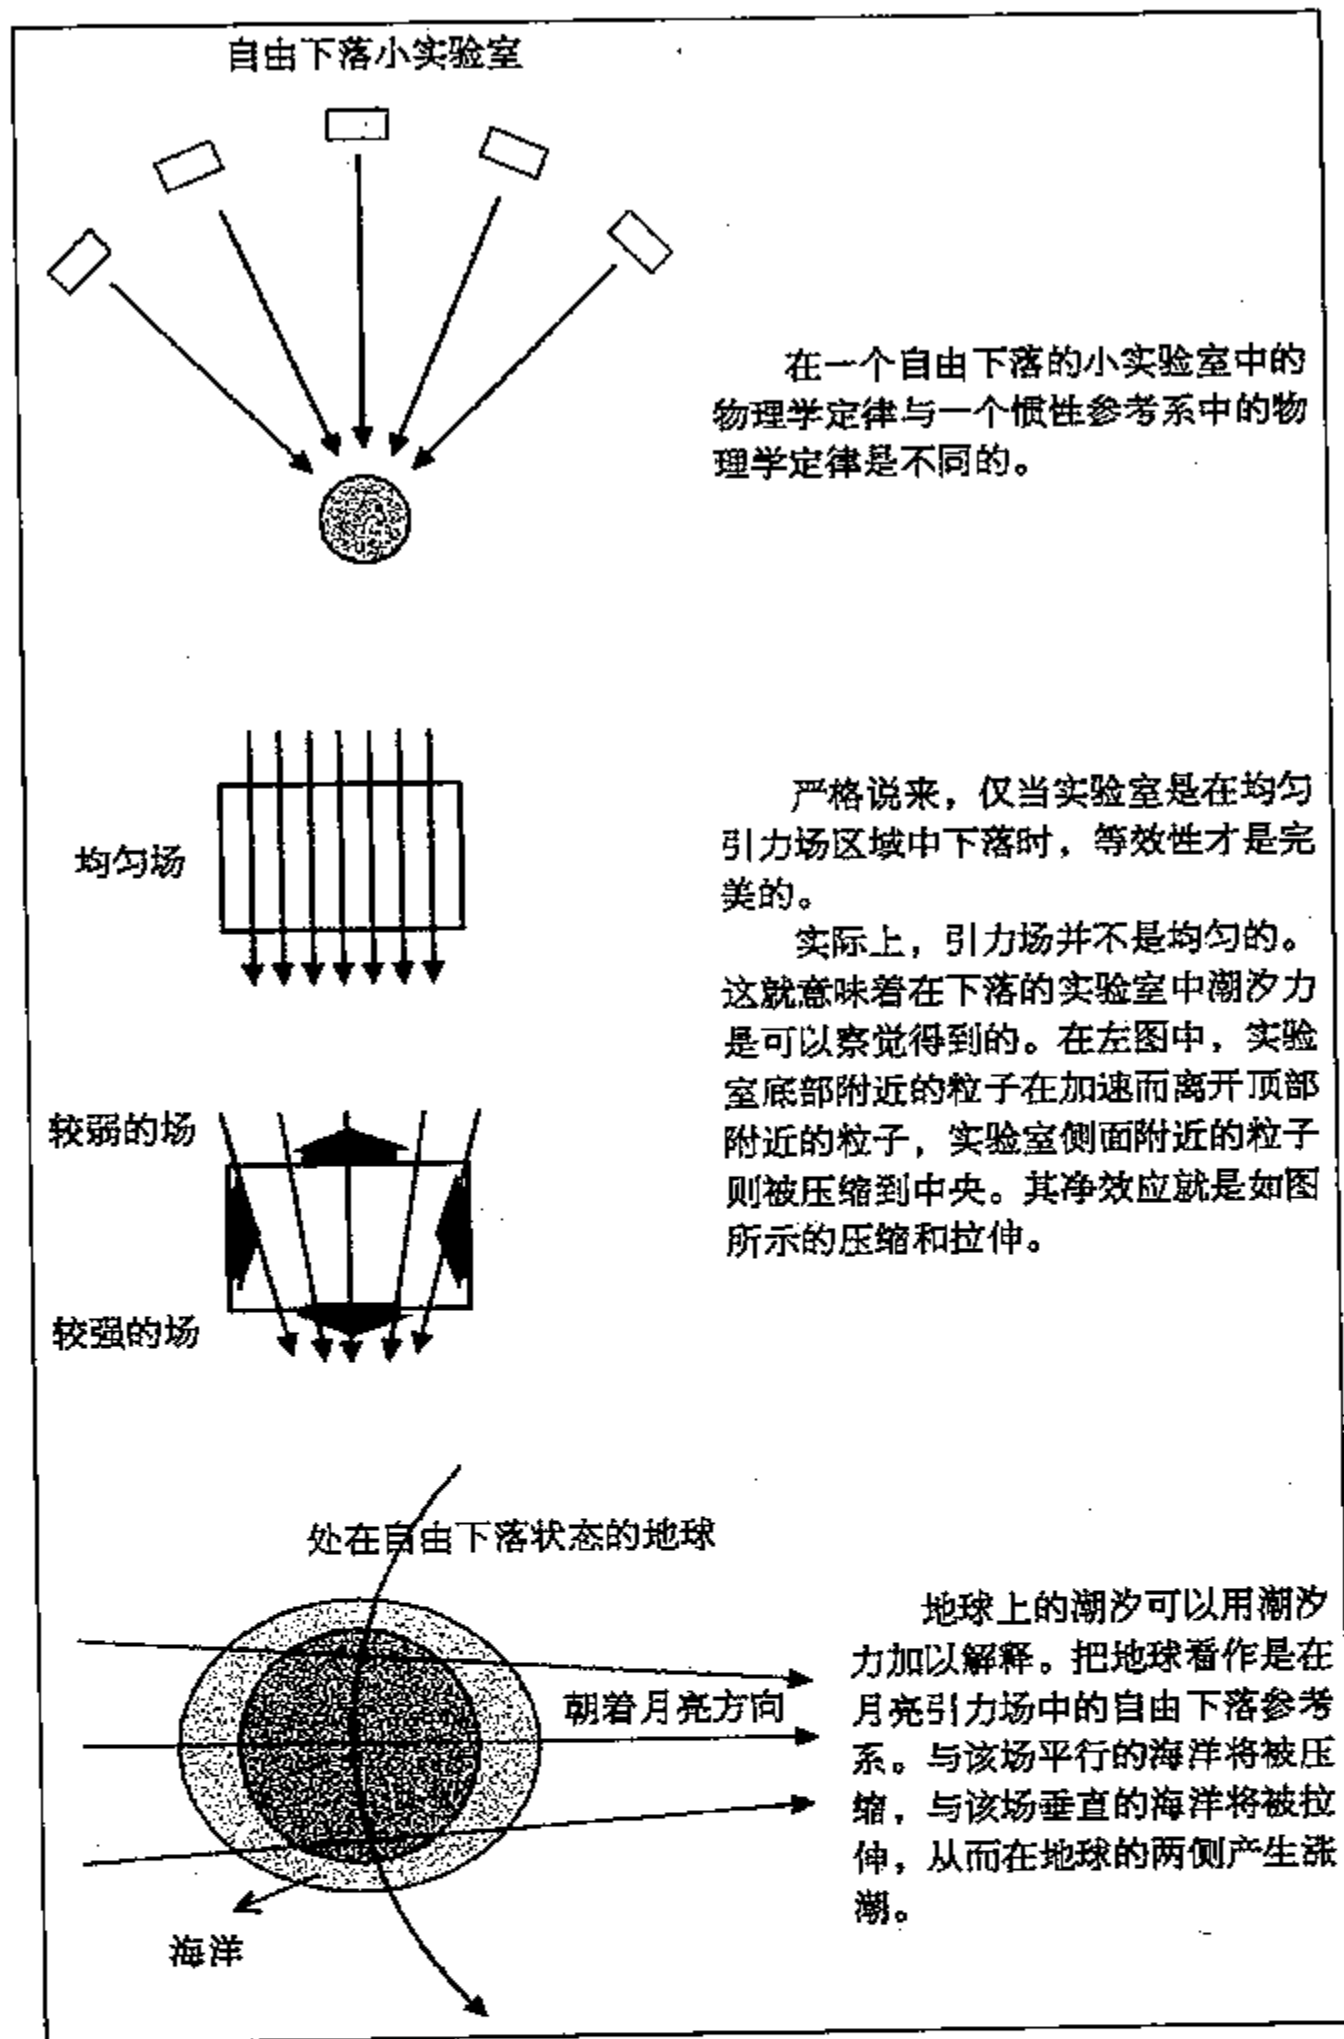 自由下落小实验室
在一个自由下落的小实验室中的
物理学定律与一个惯性参考系中的物
理学定律是不同的。
均匀场
严格说来，仅当实验室是在均匀
引力场区域中下落时，等效性才是完
美的。
实际上，引力场并不是均匀的。
这就意味着在下落的实验室中潮汐力
是可以察觉得到的。在左图中，实验
室底部附近的粒子在加速而离开顶部
附近的粒子，实验室侧面附近的粒子
则被压缩到中央。其净效应就是如图
所示的压缩和拉伸。
较弱的场
较强的场
处在自由下落状态的地球
朝着月亮方向
海洋
地球上的潮汐可以用潮汐
力加以解释。把地球看作是在
月亮引力场中的自由下落参考
系。与该场平行的海洋将被压
缩，与该场垂直的海洋将被拉
伸，从而在地球的两侧产生涨
潮。